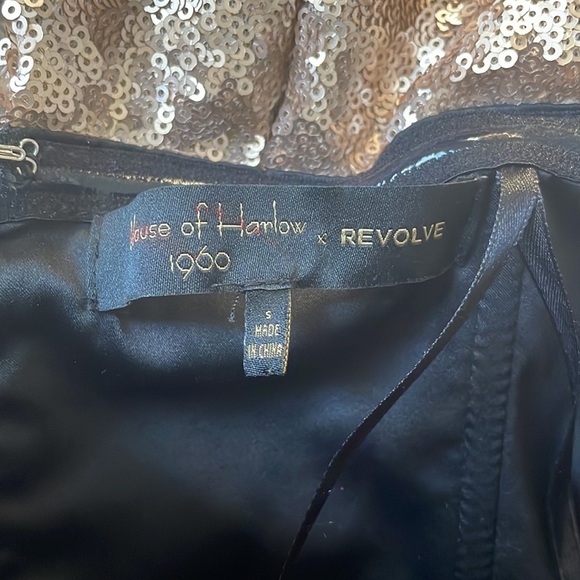 House of Harlow x REVOLVE
1960
S
MADE
IN CHINA